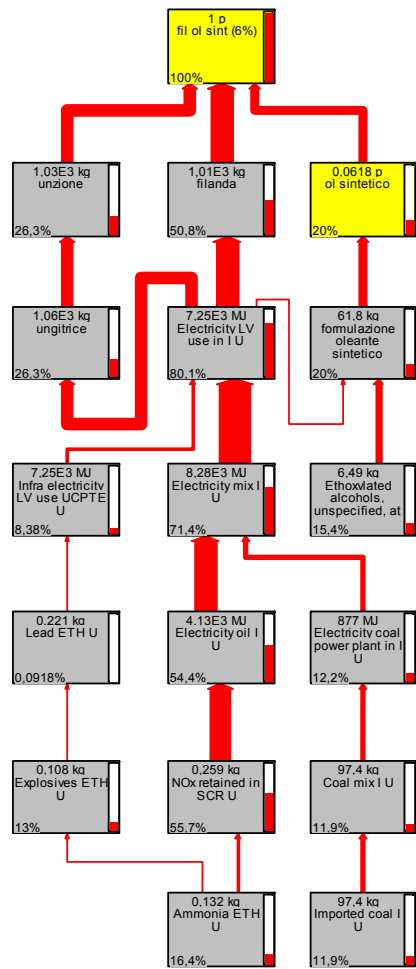 1 p
fil ol sint (6%)
100%
1,03E3 kg
unzione
26,3%
1,01E3 kg
filanda
50,8%
0,0618 p
ol sintetico
20%
1,06E3 kg
ungitrice
26,3%
7,25E3 MJ
Electricity LV
use in I U
80,1%
61,8 kg
formulazione
oleante
sintetico
20%
7,25E3 MJ
Infra electricity
LV use UCPTE
U
8,38%
8,28E3 MJ
Electricity mix I
U
71,4%
6,49 kg
Ethoxylated
alcohols,
unspecified, at
15,4%
0,221 kg
Lead ETH U
0,0918%
4,13E3 MJ
Electricity oil I
U
54,4%
877 MJ
Electricity coal
power plant in I
U
12,2%
0,108 kg
Explosives ETH
U
13%
0,259 kg
NOx retained in
SCR U
55,7%
97,4 kg
Coal mix I U
11,9%
0,132 kg
Ammonia ETH
U
16,4%
97,4 kg
Imported coal I
U
11,9%